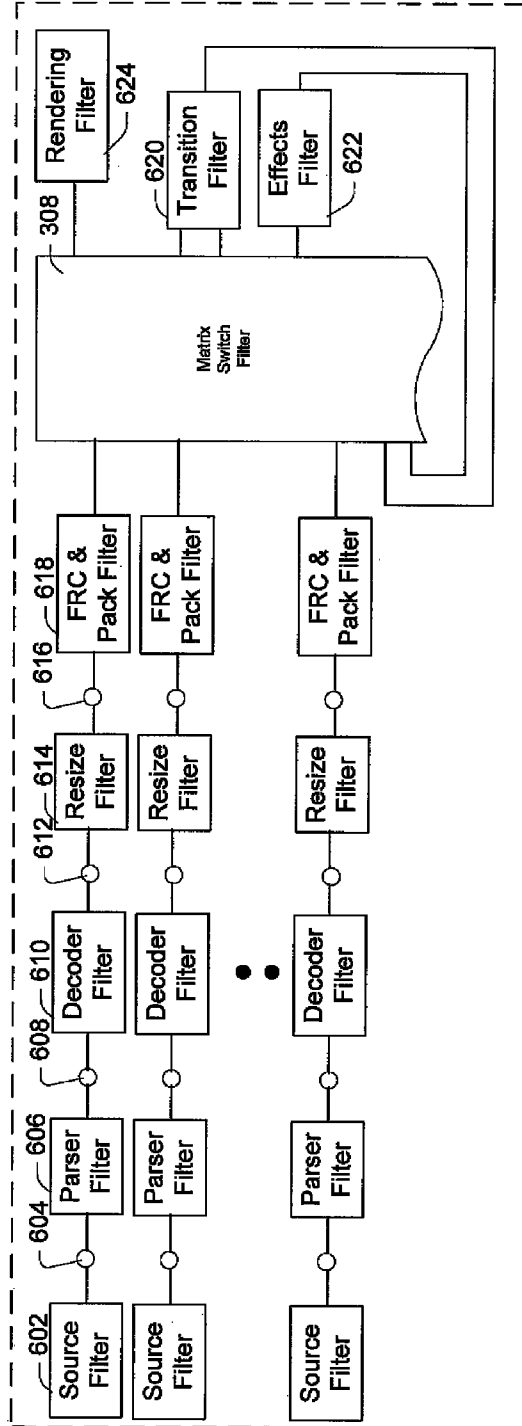 602
Source
Filter
604
606
Parser
Filter
608
610
Decoder
Filter
612
614
Resize
Filter
616
618
FRC &
Pack Filter
308
Matrix
Switch
Filter
Rendering
Filter
624
620
Transition
Filter
Effects
Filter
622
Source
Filter
Parser
Filter
Decoder
Filter
Resize
Filter
FRC &
Pack Filter
Source
Filter
Parser
Filter
Decoder
Filter
Resize
Filter
FRC &
Pack Filter